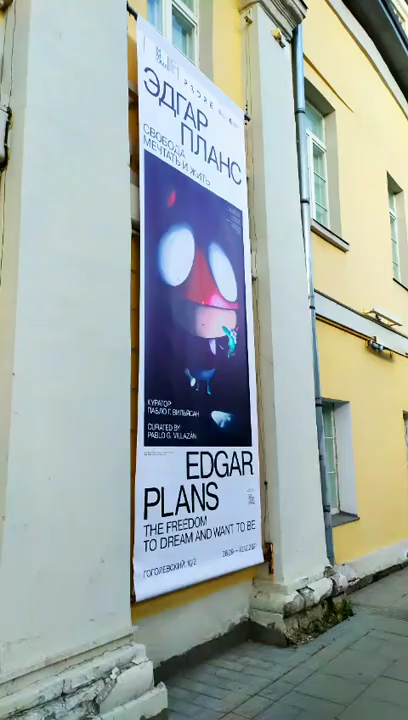 ЭДГАР
ПЛАНС
СВОБОДА
МЕЧТАТЬ И ЖИТЬ
КУРАТОР
ПАБЛО Г. ВИЛЬЯСАН
CURATED BY
PABLO G. VILLAZÁN
EDGAR
PLANS
THE FREEDOM
TO DREAM AND WANT TO BE
ГОГОЛЕВСКИЙ, 10/2